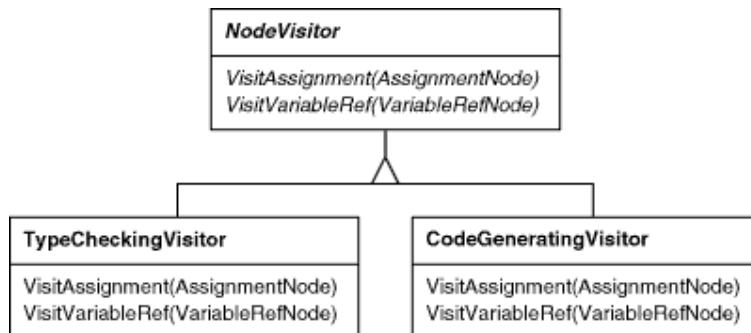 NodeVisitor
VisitAssignment(AssignmentNode)
VisitVariableRef(VariableRefNode)
TypeCheckingVisitor
VisitAssignment(AssignmentNode)
VisitVariableRef(VariableRefNode)
CodeGeneratingVisitor
VisitAssignment(AssignmentNode)
VisitVariableRef(VariableRefNode)